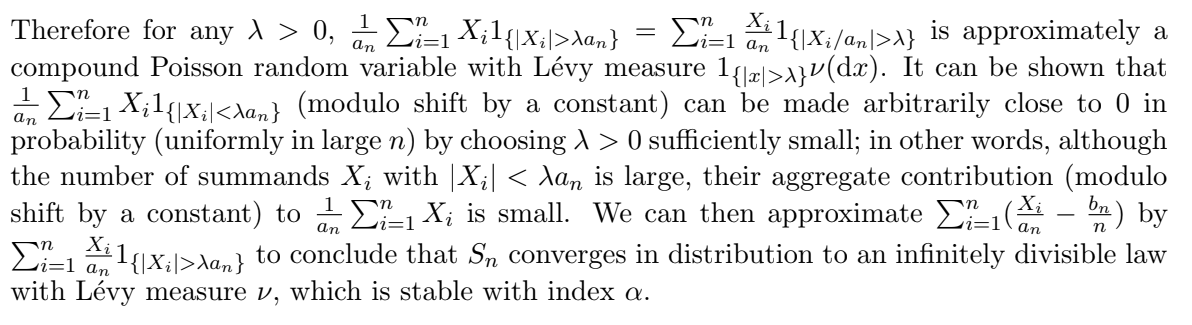 Therefore for any λ > 0, $\frac{1}{a_n}\sum_{i=1}^n X_i 1_{\{|X_i|>\lambda a_n\}} = \sum_{i=1}^n \frac{X_i}{a_n} 1_{\{|X_i/a_n|>\lambda\}}$ is approximately a
compound Poisson random variable with Lévy measure $1_{\{|x|>\lambda\}}\nu(\mathrm{d}x)$. It can be shown that
$\frac{1}{a_n}\sum_{i=1}^n X_i 1_{\{|X_i|<\lambda a_n\}}$ (modulo shift by a constant) can be made arbitrarily close to 0 in
probability (uniformly in large $n$) by choosing $\lambda > 0$ sufficiently small; in other words, although
the number of summands $X_i$ with $|X_i| < \lambda a_n$ is large, their aggregate contribution (modulo
shift by a constant) to $\frac{1}{a_n}\sum_{i=1}^n X_i$ is small. We can then approximate $\sum_{i=1}^n (\frac{X_i}{a_n} - \frac{b_n}{n})$ by
$\sum_{i=1}^n \frac{X_i}{a_n} 1_{\{|X_i|>\lambda a_n\}}$ to conclude that $S_n$ converges in distribution to an infinitely divisible law
with Lévy measure $\nu$, which is stable with index $\alpha$.